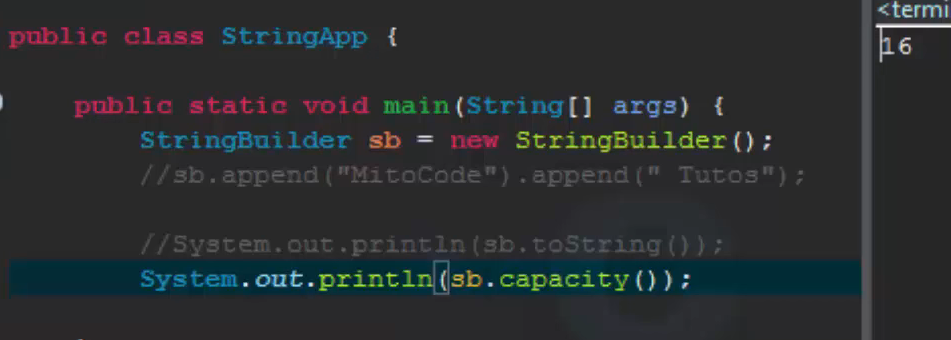 <termi
public class StringApp {
16
public static void main(String[] args) {
StringBuilder sb = new StringBuilder();
//sb.append("MitoCode").append(" Tutos");
//System.out.println(sb.toString());
System.out.println(sb.capacity());